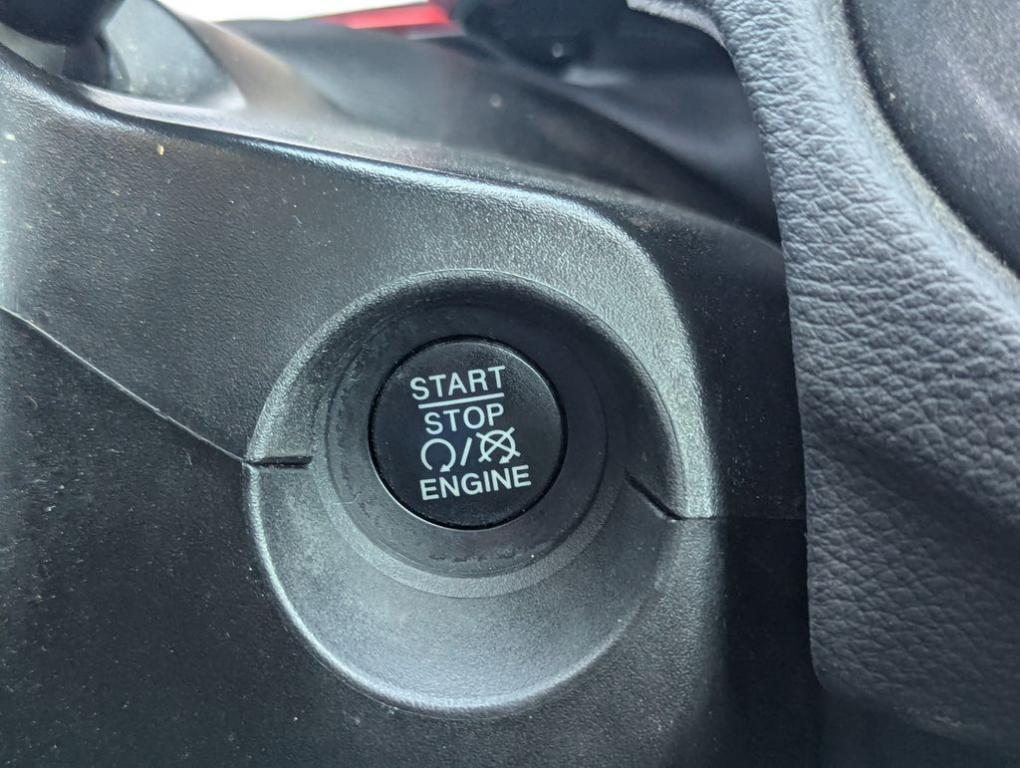 START
STOP
/
ENGINE